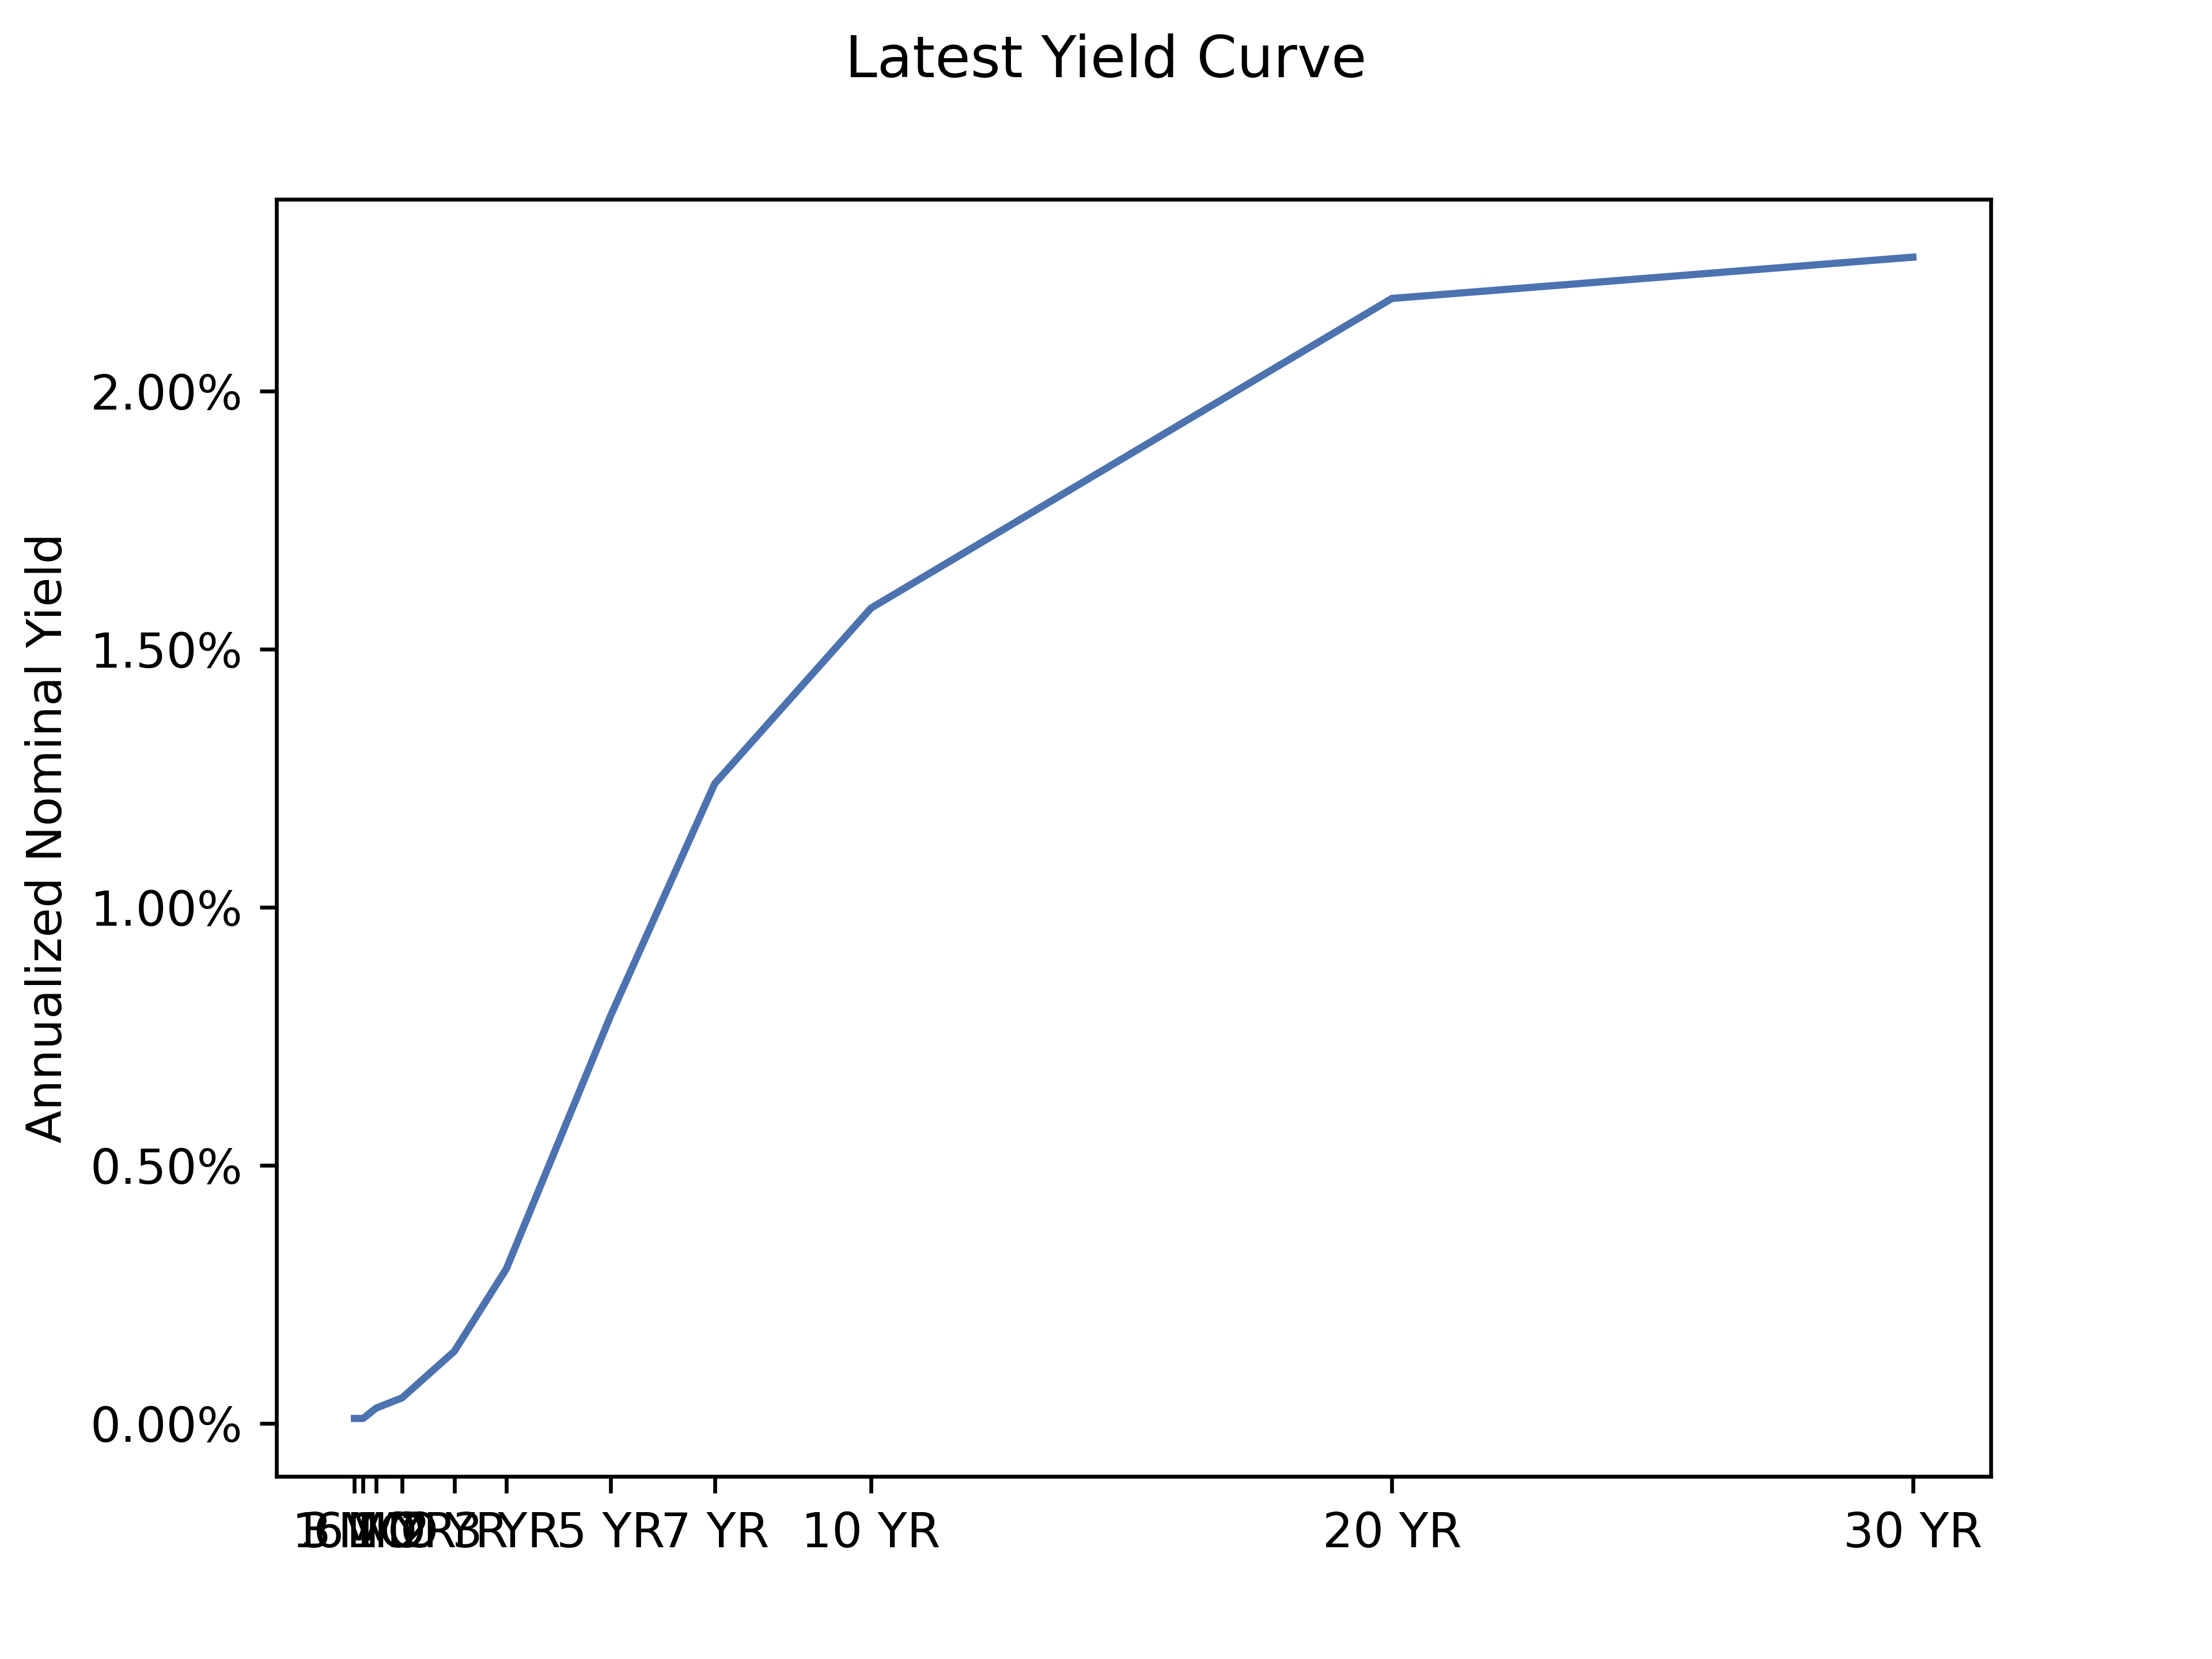 Latest Yield Curve
Annualized Nominal Yield
2.00%
1.50%
1.00%
0.50%
0.00%
5 YR
7 YR
10 YR
20 YR
30 YR